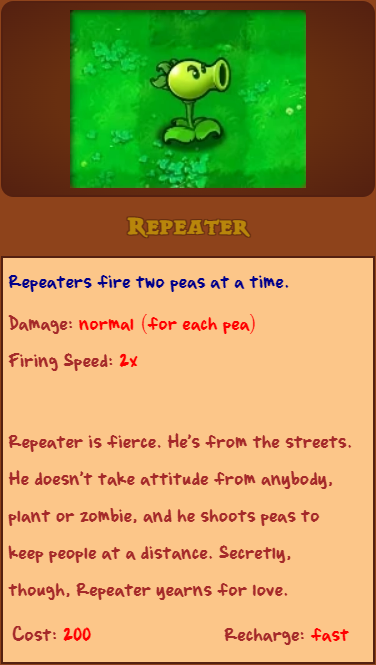 Repeater
Repeaters fire two peas at a time.
Damage: normal (for each pea)
Firing Speed: 2x
Repeater is fierce. He's from the streets.
He doesn't take attitude from anybody,
plant or zombie, and he shoots peas to
keep people at a distance. Secretly,
though, Repeater yearns for love.
Cost: 200 Recharge: fast